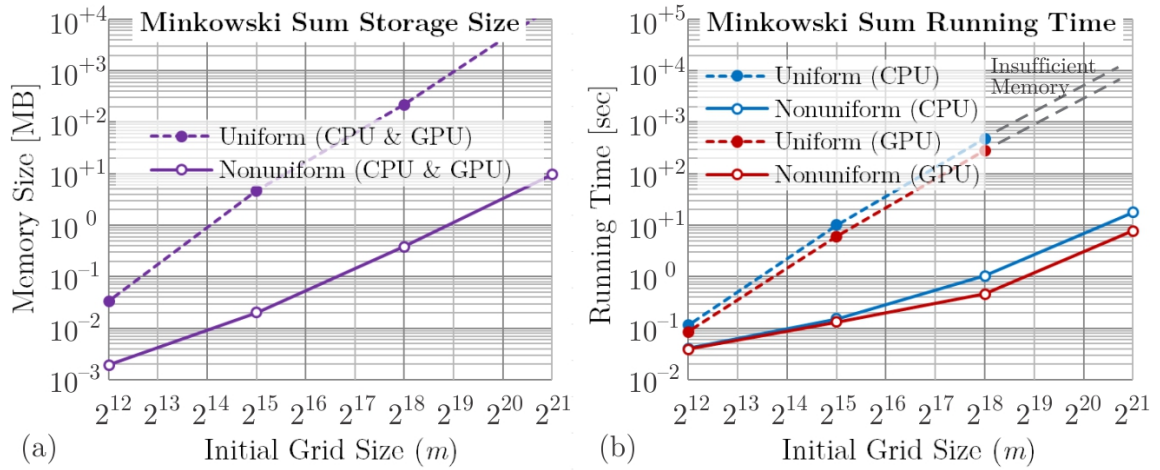 Minkowski Sum Storage Size
Memory Size [MB]
10^+4
10^+3
10^+2
10^+1
10^0
10^-1
10^-2
10^-3
Uniform (CPU & GPU)
Nonuniform (CPU & GPU)
2^12 2^13 2^14 2^15 2^16 2^17 2^18 2^19 2^20 2^21
(a) Initial Grid Size (m)
Minkowski Sum Running Time
Running Time [sec]
10^+5
10^+4
10^+3
10^+2
10^+1
10^0
10^-1
10^-2
Uniform (CPU)
Nonuniform (CPU)
Uniform (GPU)
Nonuniform (GPU)
Insufficient
Memory
2^12 2^13 2^14 2^15 2^16 2^17 2^18 2^19 2^20 2^21
(b) Initial Grid Size (m)